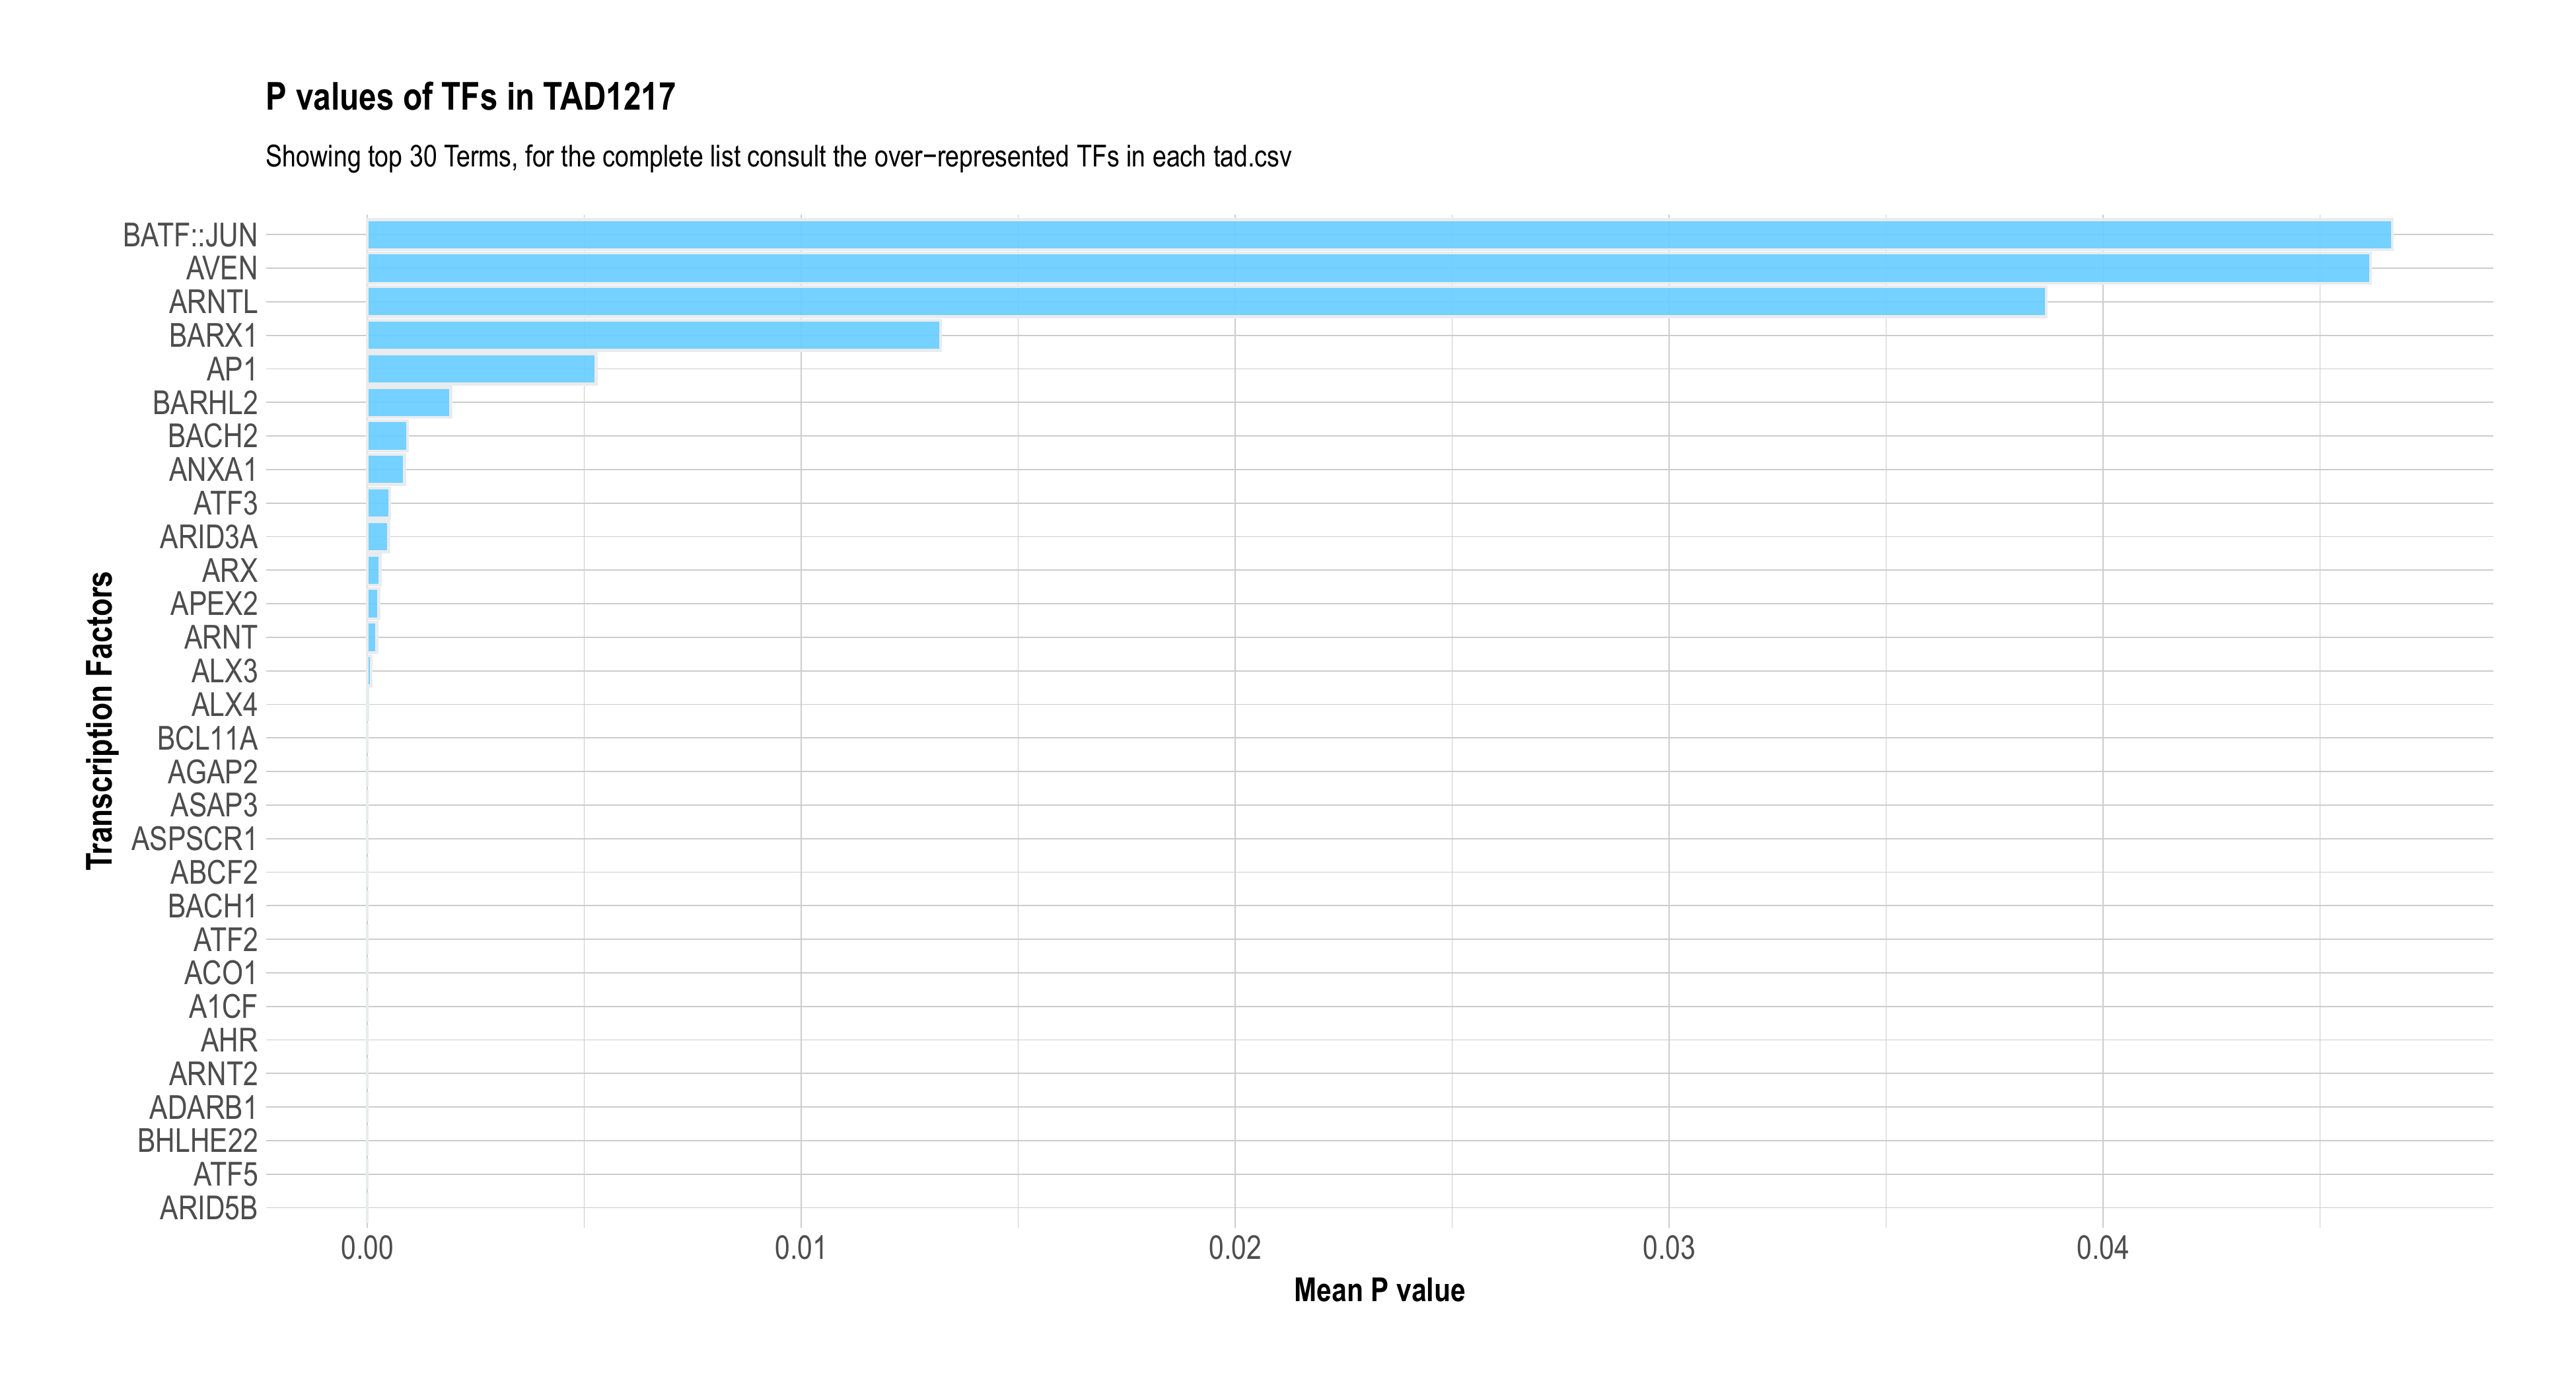 P values of TFs in TAD1217
Showing top 30 Terms, for the complete list consult the over−represented TFs in each tad.csv
Transcription Factors
BATF::JUN
AVEN
ARNTL
BARX1
AP1
BARHL2
BACH2
ANXA1
ATF3
ARID3A
ARX
APEX2
ARNT
ALX3
ALX4
BCL11A
AGAP2
ASAP3
ASPSCR1
ABCF2
BACH1
ATF2
ACO1
A1CF
AHR
ARNT2
ADARB1
BHLHE22
ATF5
ARID5B
0.00 0.01 0.02 0.03 0.04
Mean P value